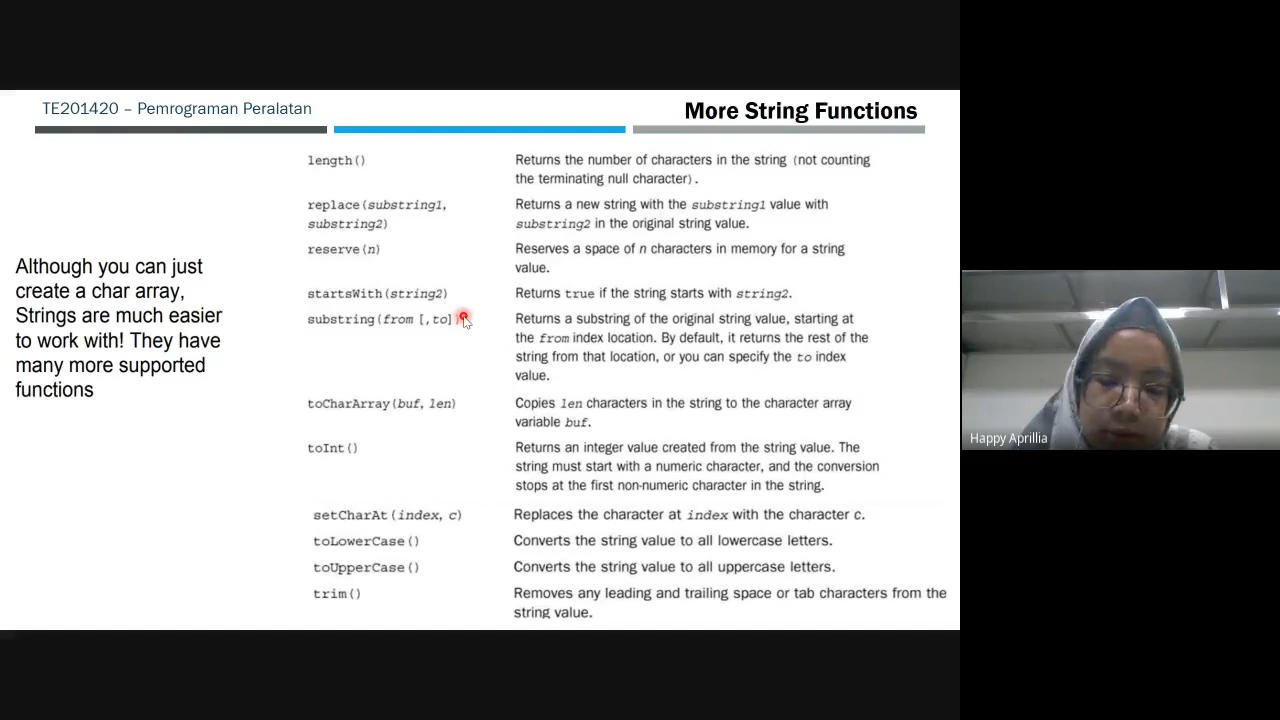 TE201420 – Pemrograman Peralatan
More String Functions
Although you can just
create a char array,
Strings are much easier
to work with! They have
many more supported
functions
length()
Returns the number of characters in the string (not counting
the terminating null character).
replace(substring1,
substring2)
Returns a new string with the substring1 value with
substring2 in the original string value.
reserve(n)
Reserves a space of n characters in memory for a string
value.
startsWith(string2)
Returns true if the string starts with string2.
substring(from [,to])
Returns a substring of the original string value, starting at
the from index location. By default, it returns the rest of the
string from that location, or you can specify the to index
value.
toCharArray(buf, len)
Copies len characters in the string to the character array
variable buf.
toInt()
Returns an integer value created from the string value. The
string must start with a numeric character, and the conversion
stops at the first non-numeric character in the string.
setCharAt(index, c)
Replaces the character at index with the character c.
toLowerCase()
Converts the string value to all lowercase letters.
toUpperCase()
Converts the string value to all uppercase letters.
trim()
Removes any leading and trailing space or tab characters from the
string value.
Happy Aprillia